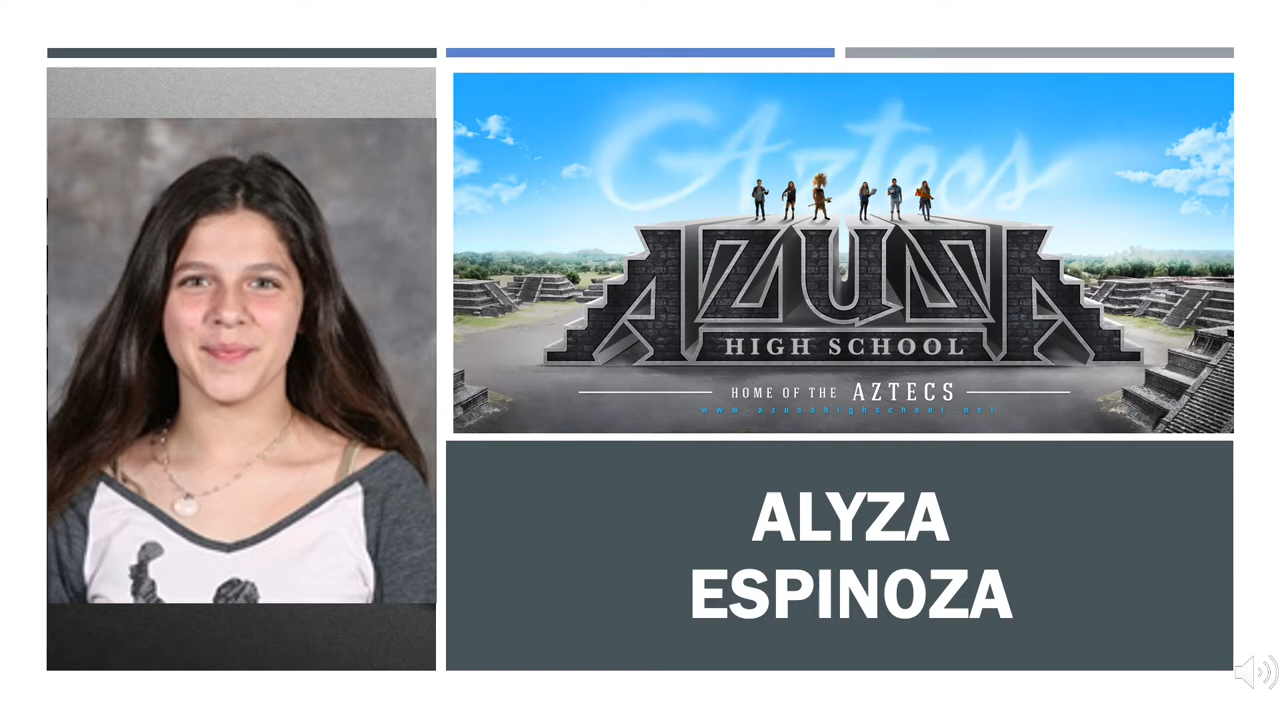 Aztecs
AZUSA
HIGH SCHOOL
HOME OF THE AZTECS
www.azusahighschool.net
ALYZA
ESPINOZA